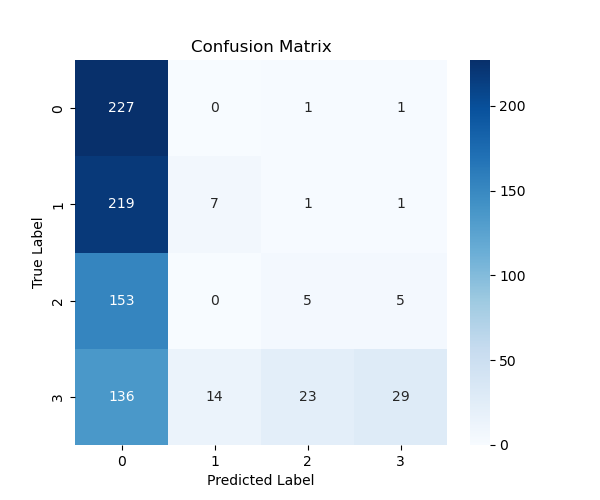 Confusion Matrix
True Label
0 227 0 1 1
1 219 7 1 1
2 153 0 5 5
3 136 14 23 29
0 1 2 3
Predicted Label
200
150
100
50
0